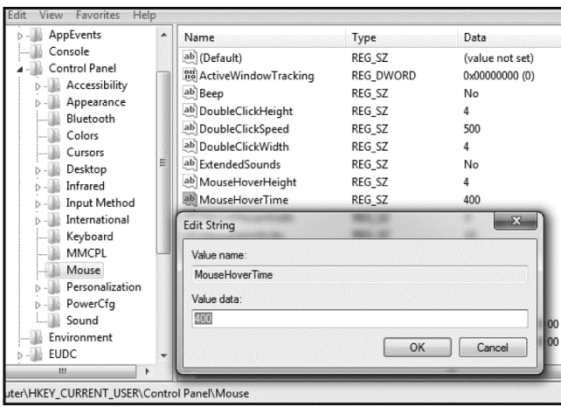 Edit View Favorites Help
AppEvents
Console
Control Panel
Accessibility
Appearance
Bluetooth
Colors
Cursors
Desktop
Infrared
Input Method
International
Keyboard
MMCPL
Mouse
Personalization
PowerCfg
Sound
Environment
EUDC
Name Type Data
(Default) REG_SZ (value not set)
ActiveWindowTracking REG_DWORD 0x00000000 (0)
Beep REG_SZ No
DoubleClickHeight REG_SZ 4
DoubleClickSpeed REG_SZ 500
DoubleClickWidth REG_SZ 4
ExtendedSounds REG_SZ No
MouseHoverHeight REG_SZ 4
MouseHoverTime REG_SZ 400
Edit String
Value name:
MouseHoverTime
Value data:
400
OK Cancel
00
00
uter\HKEY_CURRENT_USER\Control Panel\Mouse